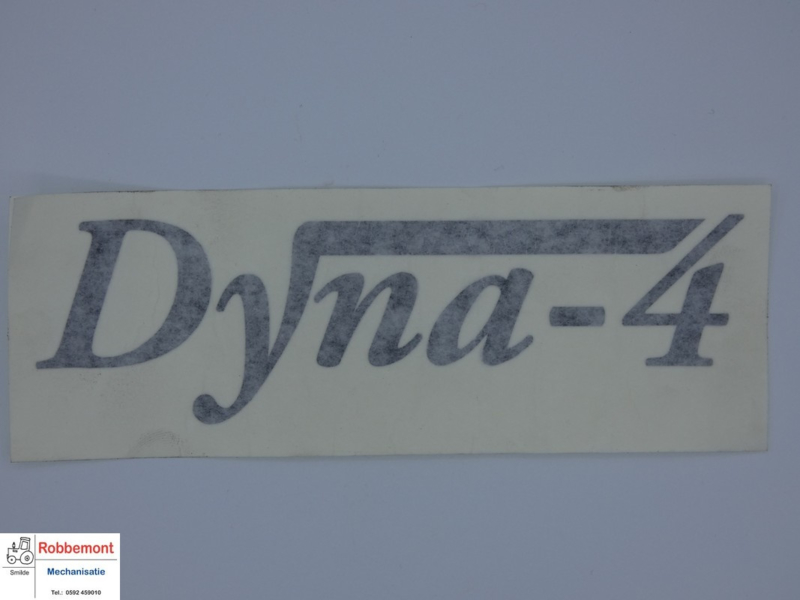 Dyna-4
Robbemont
Smilde
Mechanisatie
Tel.: 0592 459010